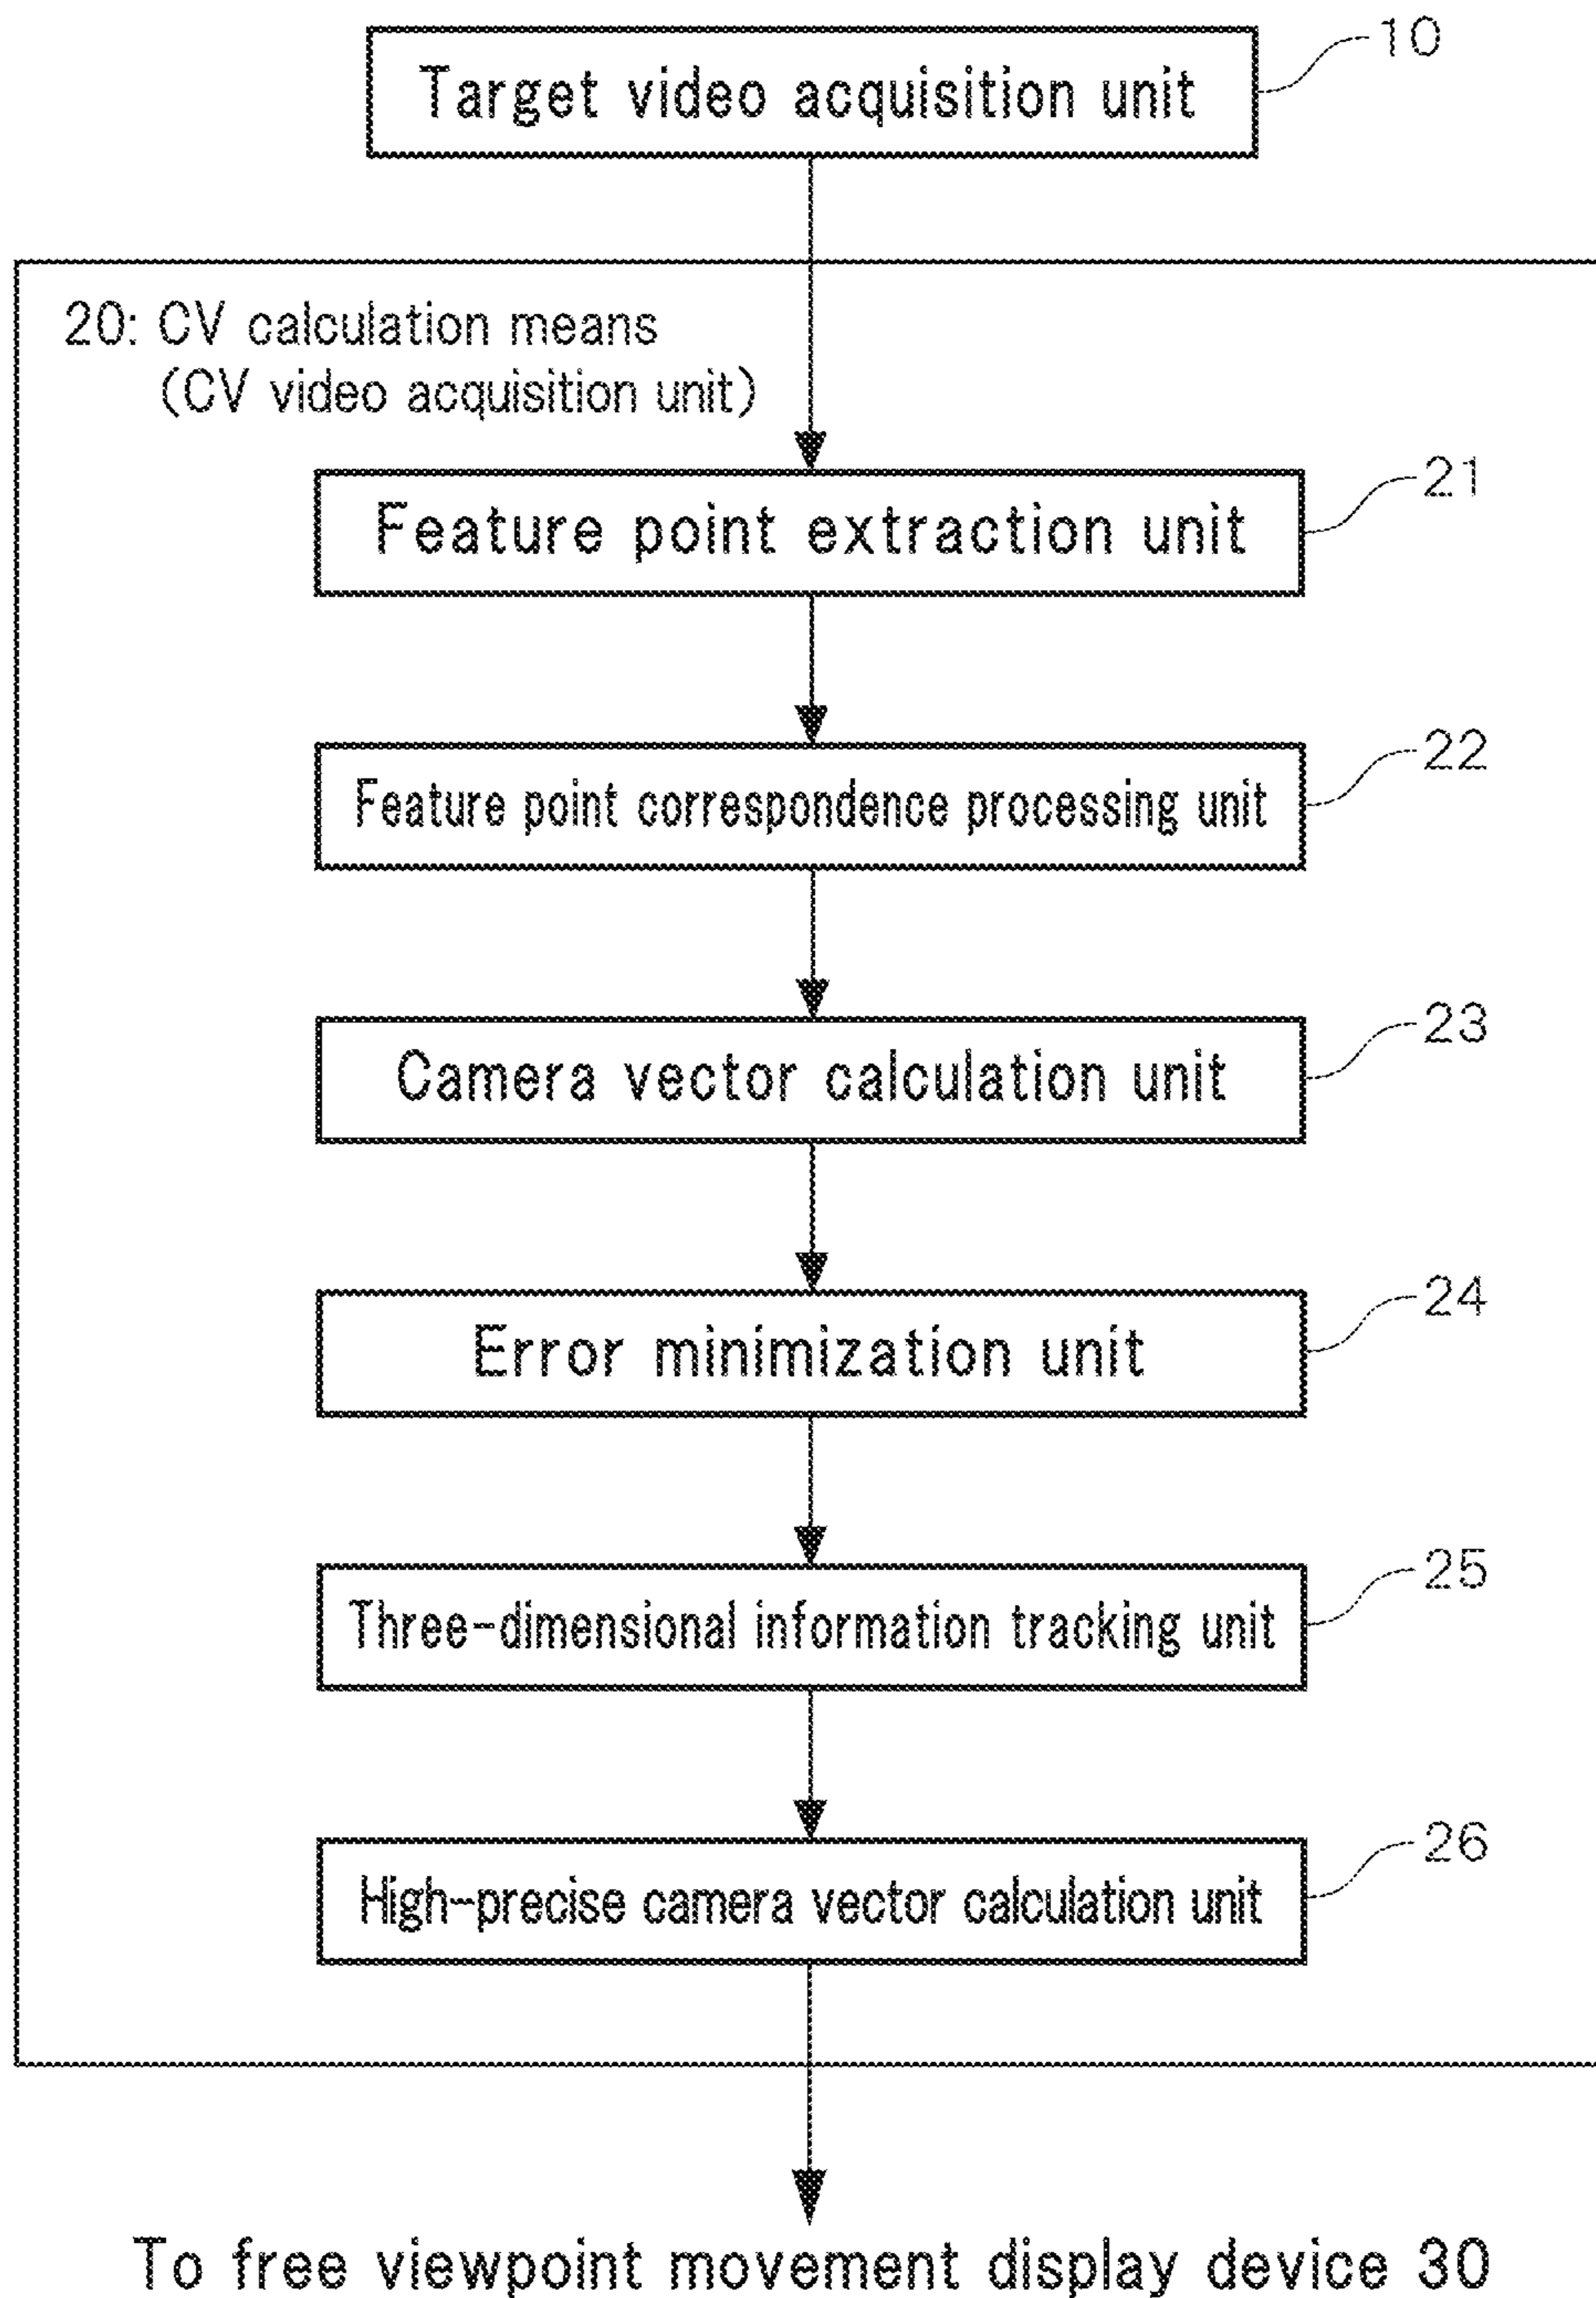 10
Target video acquisition unit
20: CV calculation means
(CV video acquisition unit)
21
Feature point extraction unit
22
Feature point correspondence processing unit
23
Camera vector calculation unit
24
Error minimization unit
25
Three-dimensional information tracking unit
26
High-precise camera vector calculation unit
To free viewpoint movement display device 30